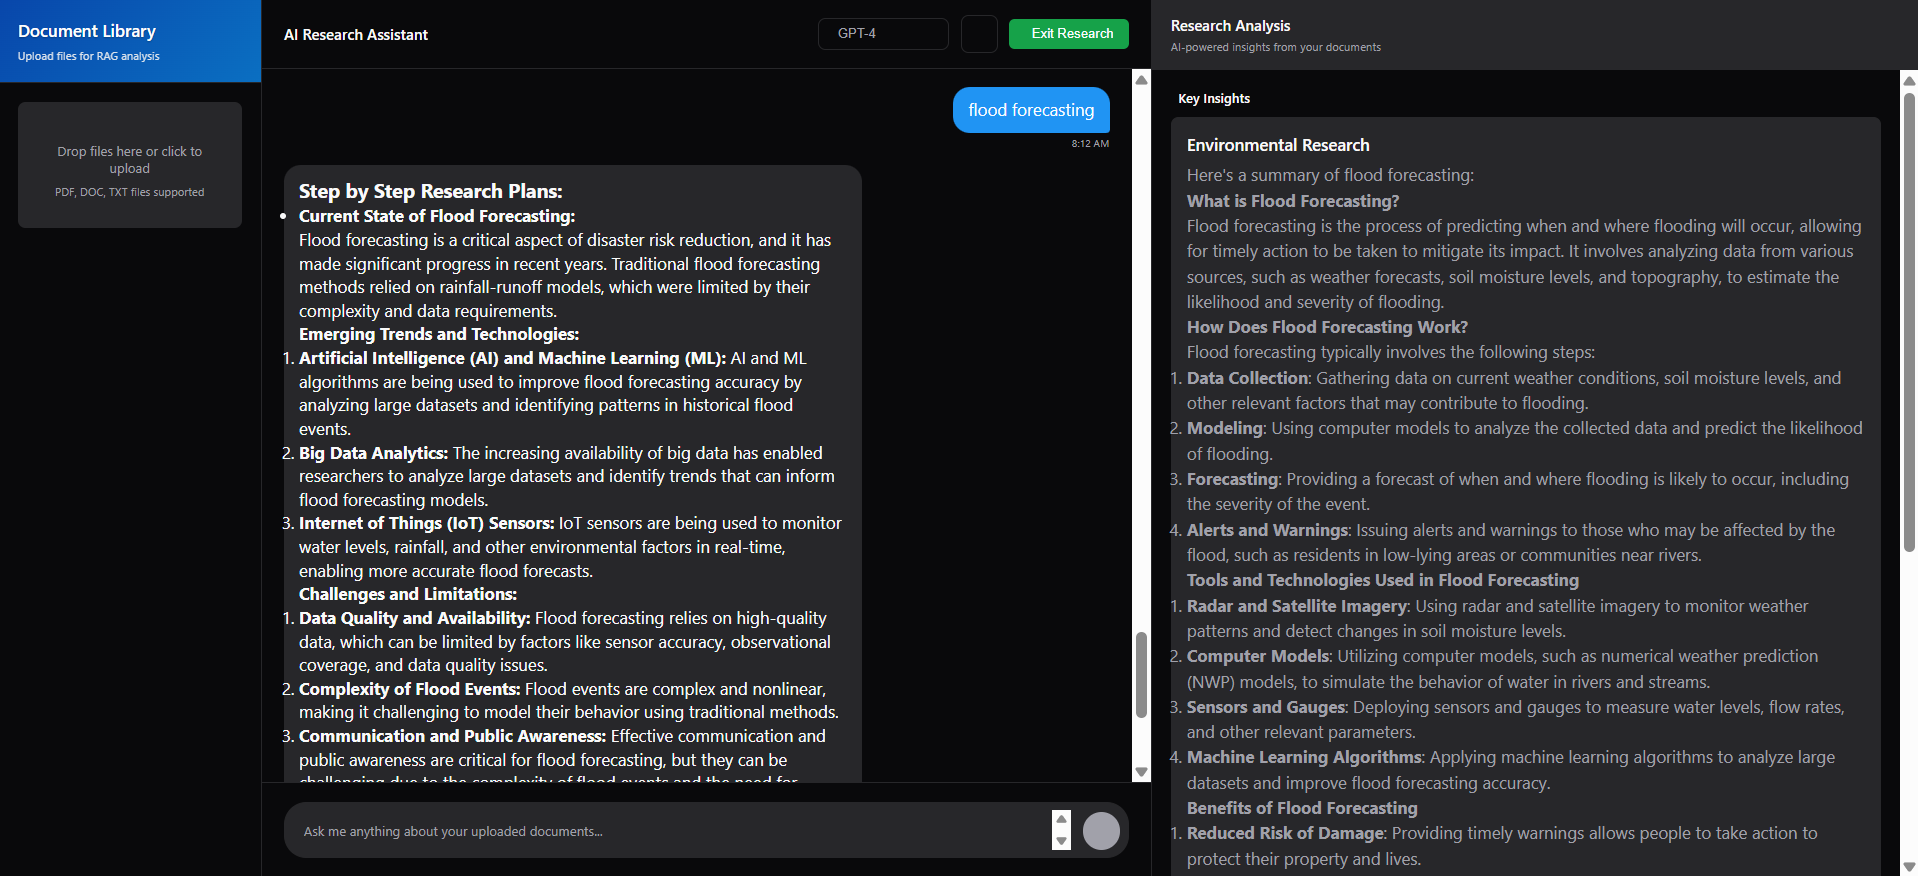 Document Library
Upload files for RAG analysis
Drop files here or click to
upload
PDF, DOC, TXT files supported
AI Research Assistant
GPT-4
Exit Research
flood forecasting
8:12 AM
Step by Step Research Plans:
• Current State of Flood Forecasting:
Flood forecasting is a critical aspect of disaster risk reduction, and it has
made significant progress in recent years. Traditional flood forecasting
methods relied on rainfall-runoff models, which were limited by their
complexity and data requirements.
Emerging Trends and Technologies:
1. Artificial Intelligence (AI) and Machine Learning (ML): AI and ML
algorithms are being used to improve flood forecasting accuracy by
analyzing large datasets and identifying patterns in historical flood
events.
2. Big Data Analytics: The increasing availability of big data has enabled
researchers to analyze large datasets and identify trends that can inform
flood forecasting models.
3. Internet of Things (IoT) Sensors: IoT sensors are being used to monitor
water levels, rainfall, and other environmental factors in real-time,
enabling more accurate flood forecasts.
Challenges and Limitations:
1. Data Quality and Availability: Flood forecasting relies on high-quality
data, which can be limited by factors like sensor accuracy, observational
coverage, and data quality issues.
2. Complexity of Flood Events: Flood events are complex and nonlinear,
making it challenging to model their behavior using traditional methods.
3. Communication and Public Awareness: Effective communication and
public awareness are critical for flood forecasting, but they can be
challenging due to the complexity of flood events and the need for
Ask me anything about your uploaded documents...
Research Analysis
AI-powered insights from your documents
Key Insights
Environmental Research
Here's a summary of flood forecasting:
What is Flood Forecasting?
Flood forecasting is the process of predicting when and where flooding will occur, allowing
for timely action to be taken to mitigate its impact. It involves analyzing data from various
sources, such as weather forecasts, soil moisture levels, and topography, to estimate the
likelihood and severity of flooding.
How Does Flood Forecasting Work?
Flood forecasting typically involves the following steps:
1. Data Collection: Gathering data on current weather conditions, soil moisture levels, and
other relevant factors that may contribute to flooding.
2. Modeling: Using computer models to analyze the collected data and predict the likelihood
of flooding.
3. Forecasting: Providing a forecast of when and where flooding is likely to occur, including
the severity of the event.
4. Alerts and Warnings: Issuing alerts and warnings to those who may be affected by the
flood, such as residents in low-lying areas or communities near rivers.
Tools and Technologies Used in Flood Forecasting
1. Radar and Satellite Imagery: Using radar and satellite imagery to monitor weather
patterns and detect changes in soil moisture levels.
2. Computer Models: Utilizing computer models, such as numerical weather prediction
(NWP) models, to simulate the behavior of water in rivers and streams.
3. Sensors and Gauges: Deploying sensors and gauges to measure water levels, flow rates,
and other relevant parameters.
4. Machine Learning Algorithms: Applying machine learning algorithms to analyze large
datasets and improve flood forecasting accuracy.
Benefits of Flood Forecasting
1. Reduced Risk of Damage: Providing timely warnings allows people to take action to
protect their property and lives.